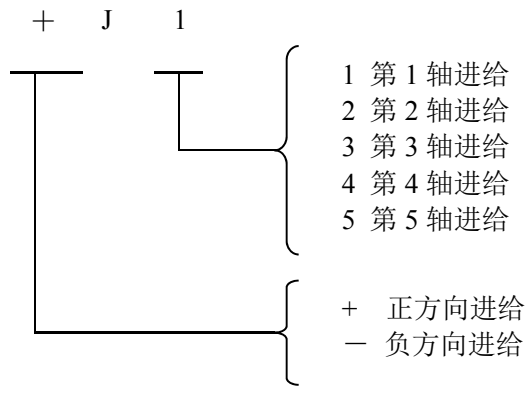 ＋ J 1
1 第 1 轴进给
2 第 2 轴进给
3 第 3 轴进给
4 第 4 轴进给
5 第 5 轴进给
+ 正方向进给
－ 负方向进给